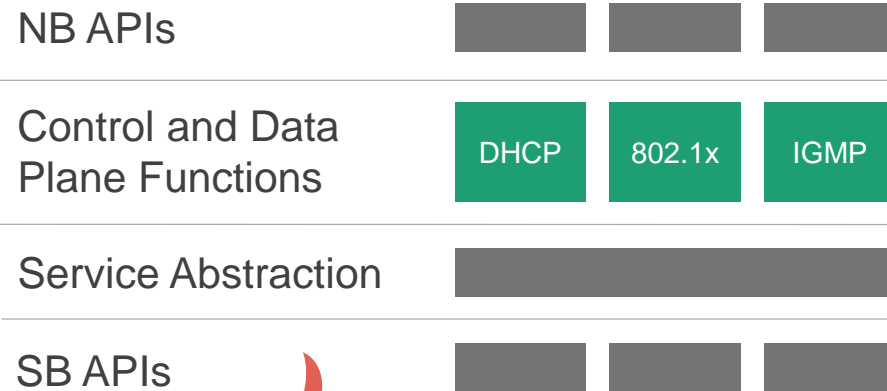 NB APIs
Control and Data
Plane Functions
DHCP
802.1x
IGMP
Service Abstraction
SB APIs